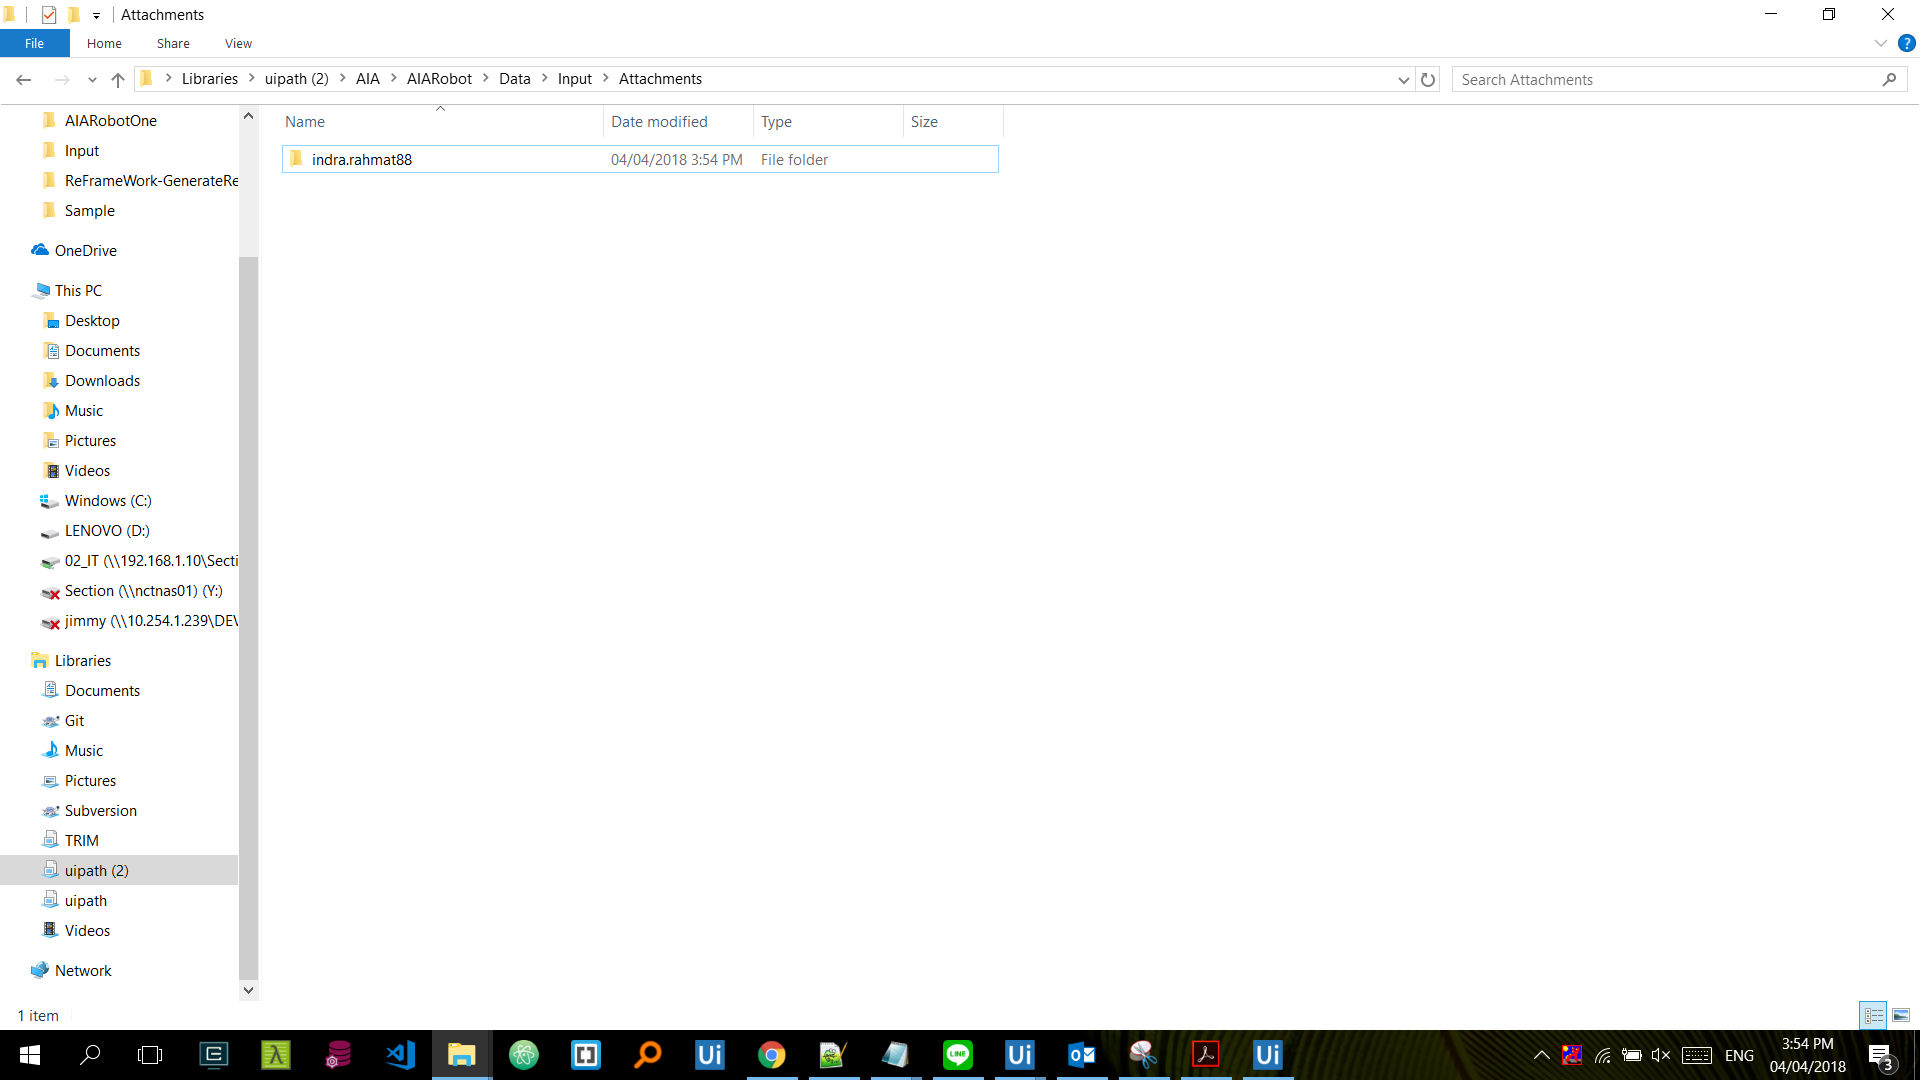 Attachments
File Home Share View
Libraries uipath (2) AIA AIARobot Data Input Attachments
Search Attachments
Name Date modified Type Size
indra.rahmat88 04/04/2018 3:54 PM File folder
AIARobotOne
Input
ReFrameWork-GenerateRe
Sample
OneDrive
This PC
Desktop
Documents
Downloads
Music
Pictures
Videos
Windows (C:)
LENOVO (D:)
02_IT (\\192.168.1.10\Secti
Section (\\nctnas01) (Y:)
jimmy (\\10.254.1.239\DEV
Libraries
Documents
Git
Music
Pictures
Subversion
TRIM
uipath (2)
uipath
Videos
Network
1 item
Ui LINE Ui Ui
ENG
3:54 PM
04/04/2018
3